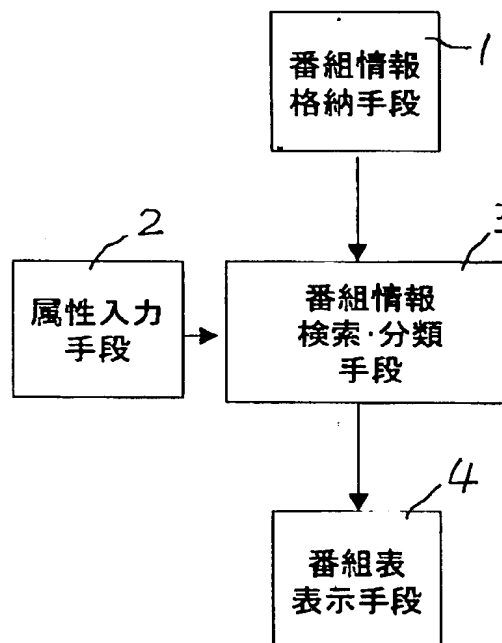 1
番組情報
格納手段
2
属性入力
手段
3
番組情報
検索・分類
手段
4
番組表
表示手段